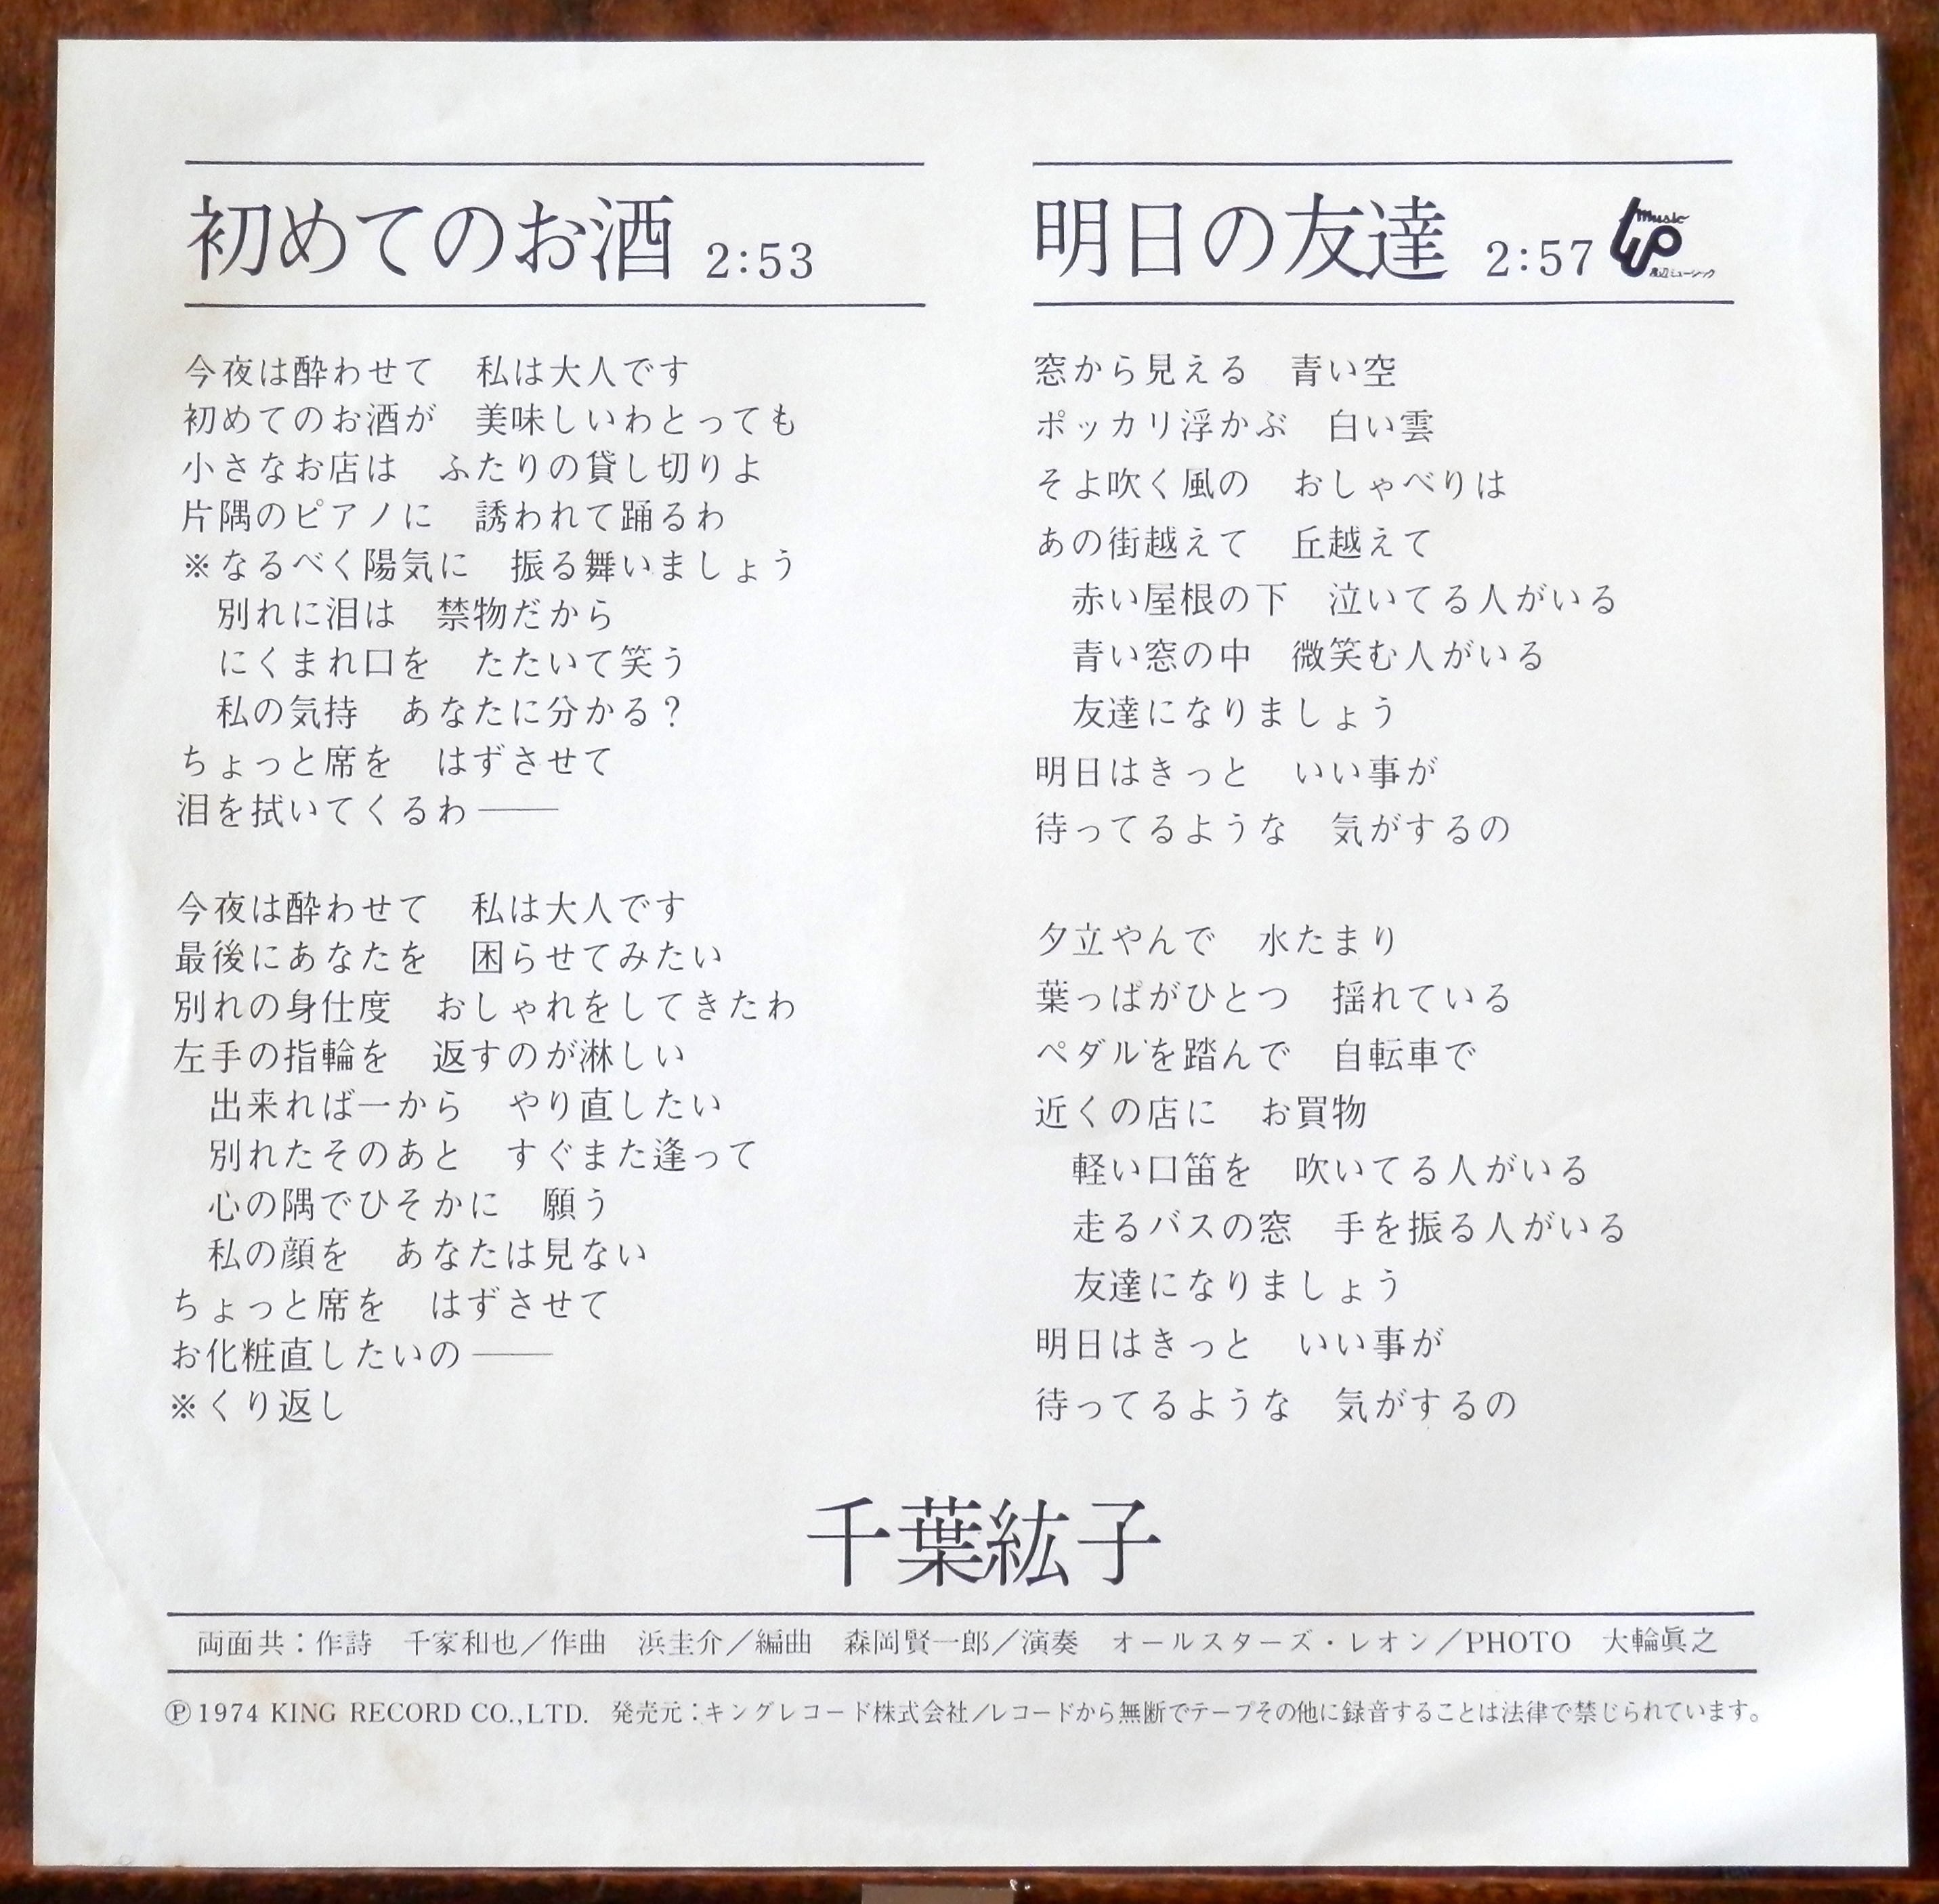 初めてのお酒 2:53
今夜は酔わせて　私は大人です
初めてのお酒が　美味しいわとっても
小さなお店は　ふたりの貸し切りよ
片隅のピアノに　誘われて踊るわ
※なるべく陽気に　振る舞いましょう
別れに泪は　禁物だから
にくまれ口を　たたいて笑う
私の気持　あなたに分かる？
ちょっと席を　はずさせて
泪を拭いてくるわ――
今夜は酔わせて　私は大人です
最後にあなたを　困らせてみたい
別れの身仕度　おしゃれをしてきたわ
左手の指輪を　返すのが淋しい
出来れば一から　やり直したい
別れたそのあと　すぐまた逢って
心の隅でひそかに　願う
私の顔を　あなたは見ない
ちょっと席を　はずさせて
お化粧直したいの――
※くり返し
明日の友達 2:57
Music
渡辺ミュージック
窓から見える　青い空
ポッカリ浮かぶ　白い雲
そよ吹く風の　おしゃべりは
あの街越えて　丘越えて
赤い屋根の下　泣いてる人がいる
青い窓の中　微笑む人がいる
友達になりましょう
明日はきっと　いい事が
待ってるような　気がするの
夕立やんで　水たまり
葉っぱがひとつ　揺れている
ペダルを踏んで　自転車で
近くの店に　お買物
軽い口笛を　吹いてる人がいる
走るバスの窓　手を振る人がいる
友達になりましょう
明日はきっと　いい事が
待ってるような　気がするの
千葉紘子
両面共：作詩　千家和也／作曲　浜圭介／編曲　森岡賢一郎／演奏　オールスターズ・レオン／PHOTO　大輪眞之
Ⓟ1974 KING RECORD CO.,LTD. 発売元：キングレコード株式会社／レコードから無断でテープその他に録音することは法律で禁じられています。